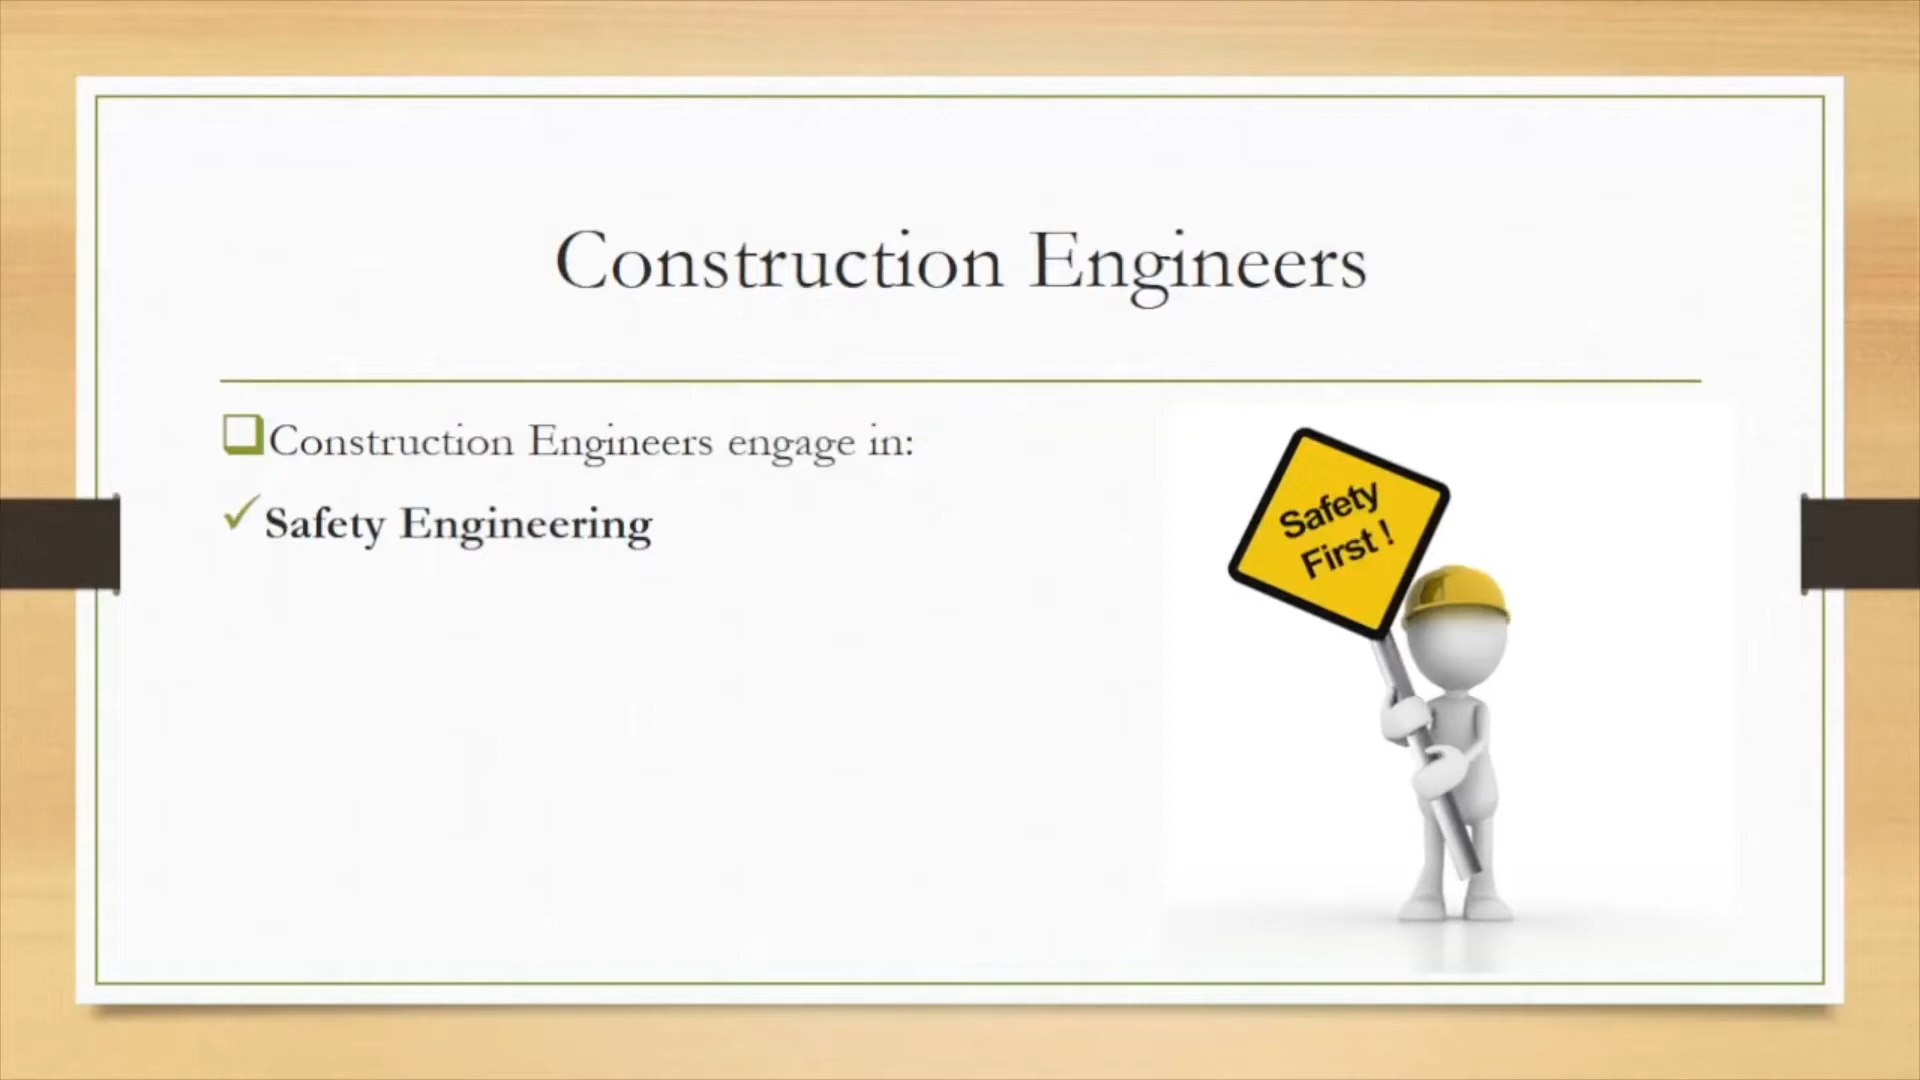 Construction Engineers
Construction Engineers engage in:
Safety Engineering
Safety
First !